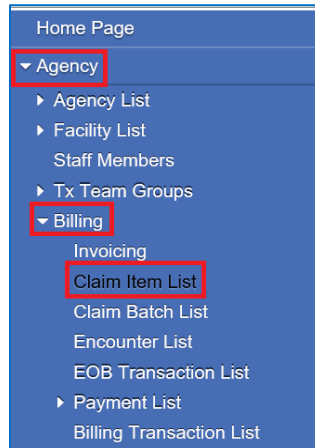 Home Page
Agency
Agency List
Facility List
Staff Members
Tx Team Groups
Billing
Invoicing
Claim Item List
Claim Batch List
Encounter List
EOB Transaction List
Payment List
Billing Transaction List